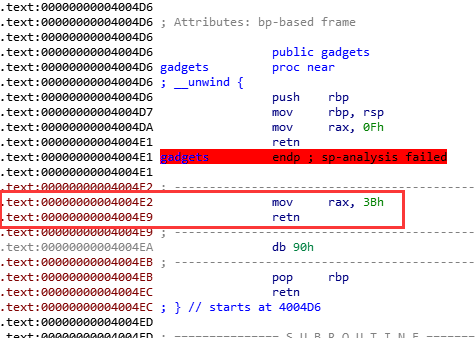 .text:00000000004004D6
.text:00000000004004D6 ; Attributes: bp-based frame
.text:00000000004004D6
.text:00000000004004D6 public gadgets
.text:00000000004004D6 gadgets proc near
.text:00000000004004D6 ; __unwind {
.text:00000000004004D6 push rbp
.text:00000000004004D7 mov rbp, rsp
.text:00000000004004DA mov rax, 0Fh
.text:00000000004004E1 retn
.text:00000000004004E1 gadgets endp ; sp-analysis failed
.text:00000000004004E1
.text:00000000004004E2 ; ---------------------------------------
.text:00000000004004E2 mov rax, 3Bh
.text:00000000004004E9 retn
.text:00000000004004E9 ; ---------------------------------------
.text:00000000004004EA db 90h
.text:00000000004004EB ; ---------------------------------------
.text:00000000004004EB pop rbp
.text:00000000004004EC retn
.text:00000000004004EC ; } // starts at 4004D6
.text:00000000004004EC
.text:00000000004004ED
.text:00000000004004ED ; =============== S U B R O U T I N E =======